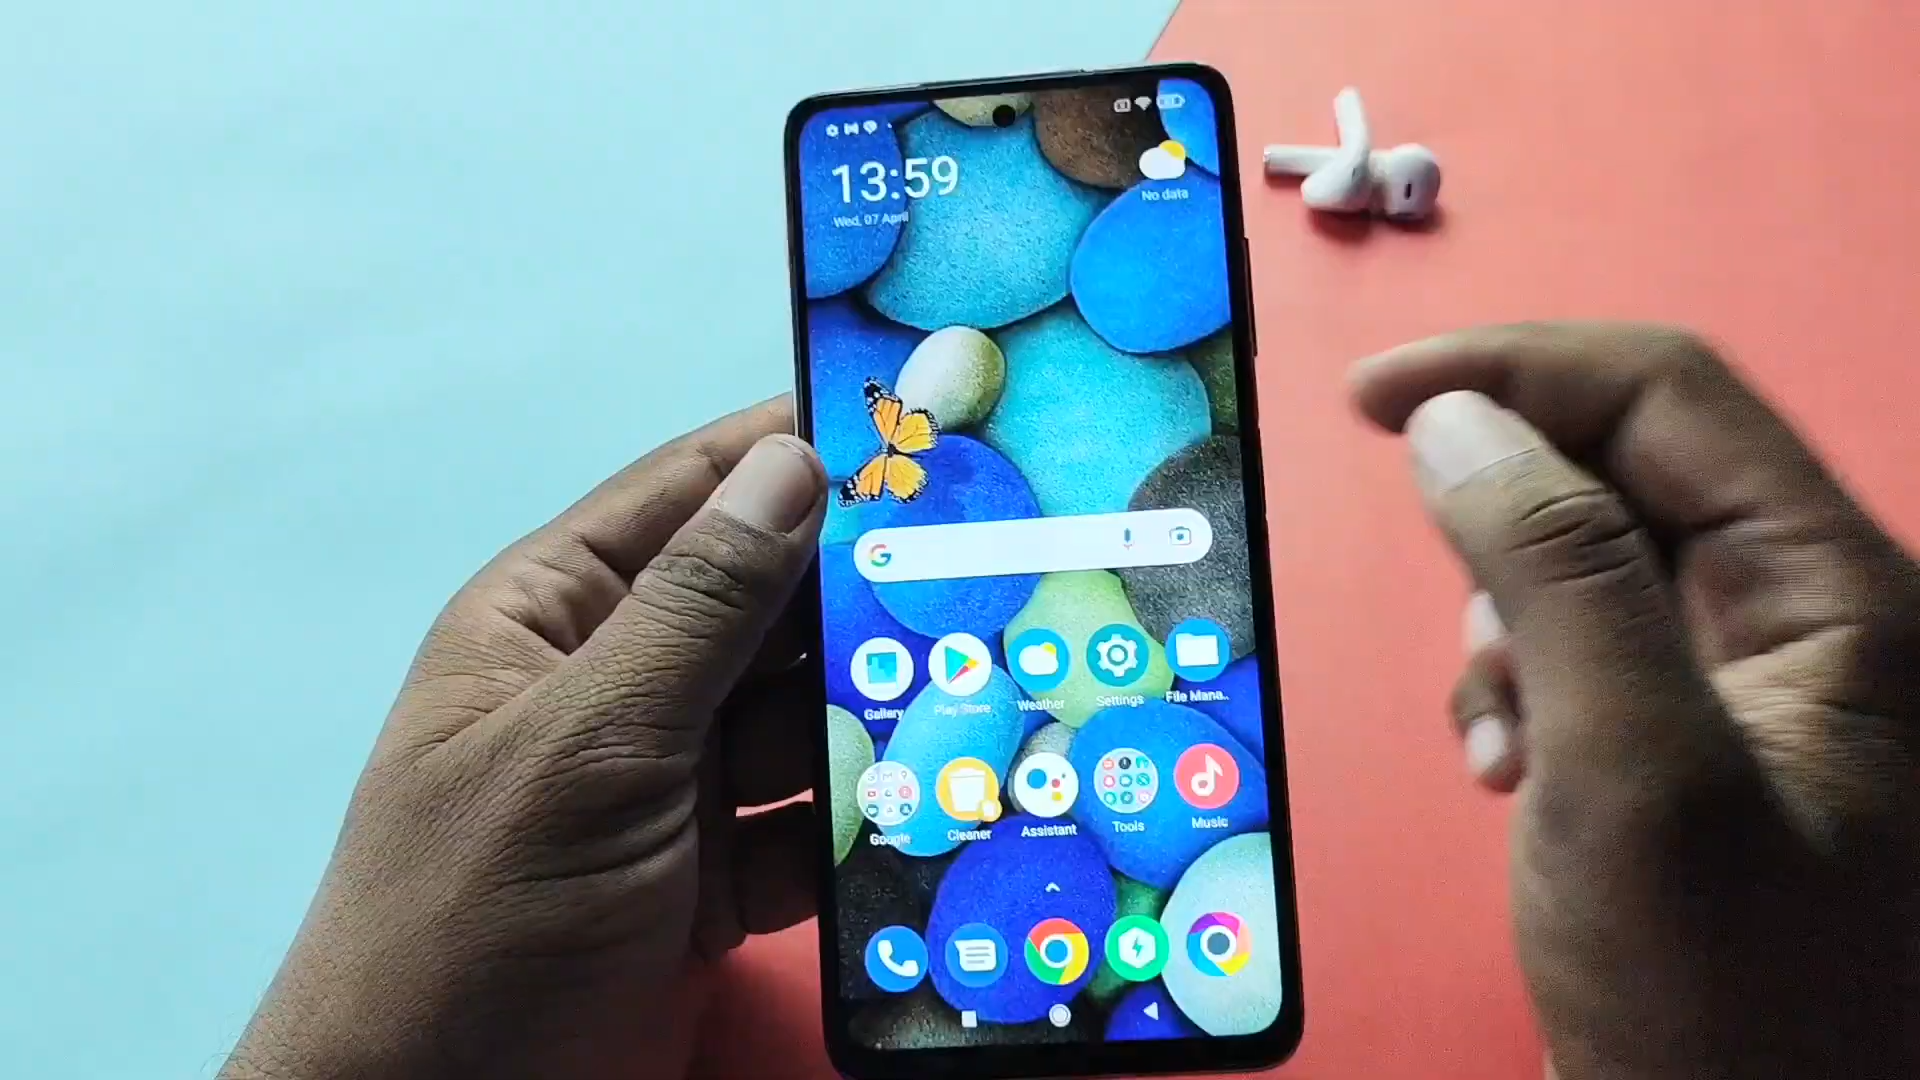 13:59
Wed, 07 April
No data
Gallery
Play Store
Weather
Settings
File Mana..
Google
Cleaner
Assistant
Tools
Music